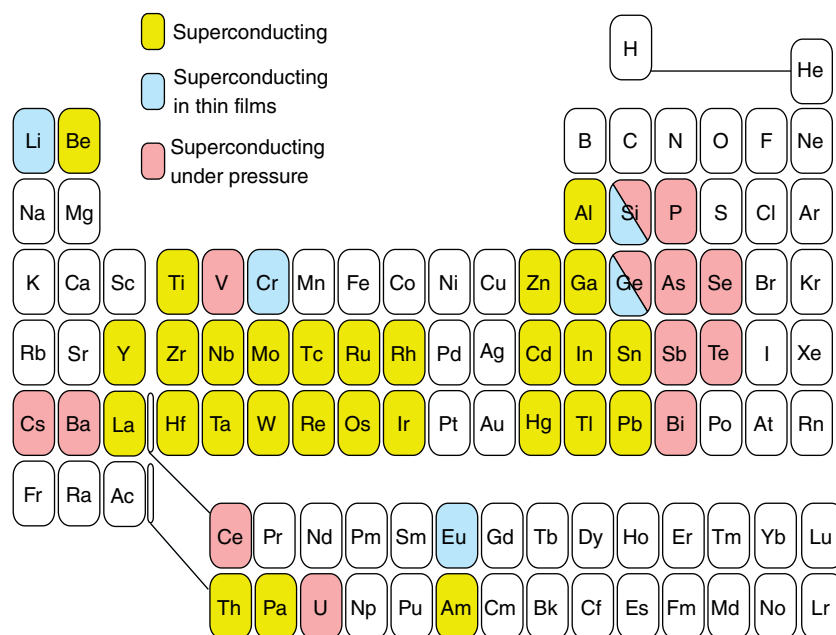 Superconducting
H
He
Superconducting
in thin films
Li Be
B C N O F Ne
Superconducting
under pressure
Na Mg
Al Si P S Cl Ar
K Ca Sc Ti V Cr Mn Fe Co Ni Cu Zn Ga Ge As Se Br Kr
Rb Sr Y Zr Nb Mo Tc Ru Rh Pd Ag Cd In Sn Sb Te I Xe
Cs Ba La Hf Ta W Re Os Ir Pt Au Hg Tl Pb Bi Po At Rn
Fr Ra Ac
Ce Pr Nd Pm Sm Eu Gd Tb Dy Ho Er Tm Yb Lu
Th Pa U Np Pu Am Cm Bk Cf Es Fm Md No Lr